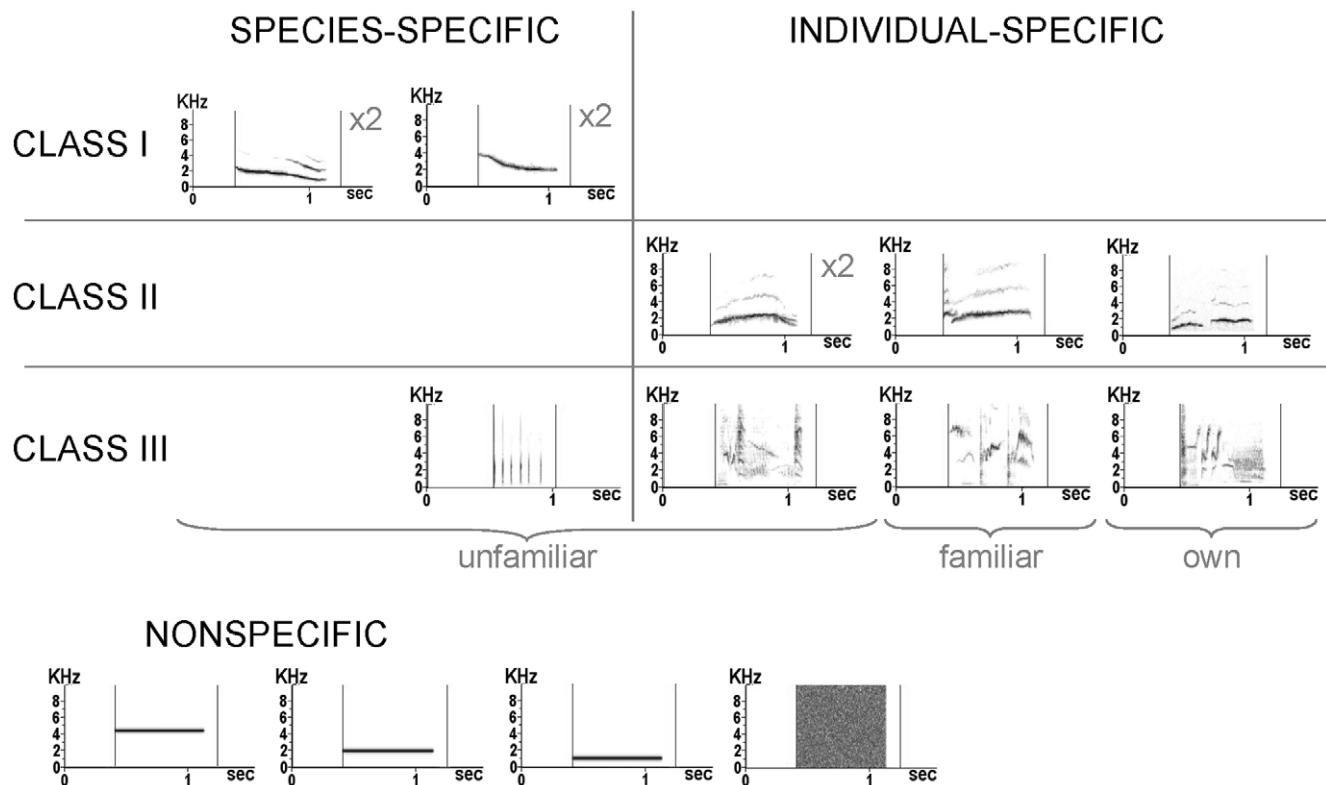 SPECIES-SPECIFIC INDIVIDUAL-SPECIFIC
CLASS I
KHz 8 6 4 2 0 0 1 sec x2
KHz 8 6 4 2 0 0 1 sec x2
CLASS II
KHz 8 6 4 2 0 0 1 sec x2
KHz 8 6 4 2 0 0 1 sec
KHz 8 6 4 2 0 0 1 sec
CLASS III
KHz 8 6 4 2 0 0 1 sec
KHz 8 6 4 2 0 0 1 sec
KHz 8 6 4 2 0 0 1 sec
KHz 8 6 4 2 0 0 1 sec
unfamiliar familiar own
NONSPECIFIC
KHz 8 6 4 2 0 0 1 sec
KHz 8 6 4 2 0 0 1 sec
KHz 8 6 4 2 0 0 1 sec
KHz 8 6 4 2 0 0 1 sec